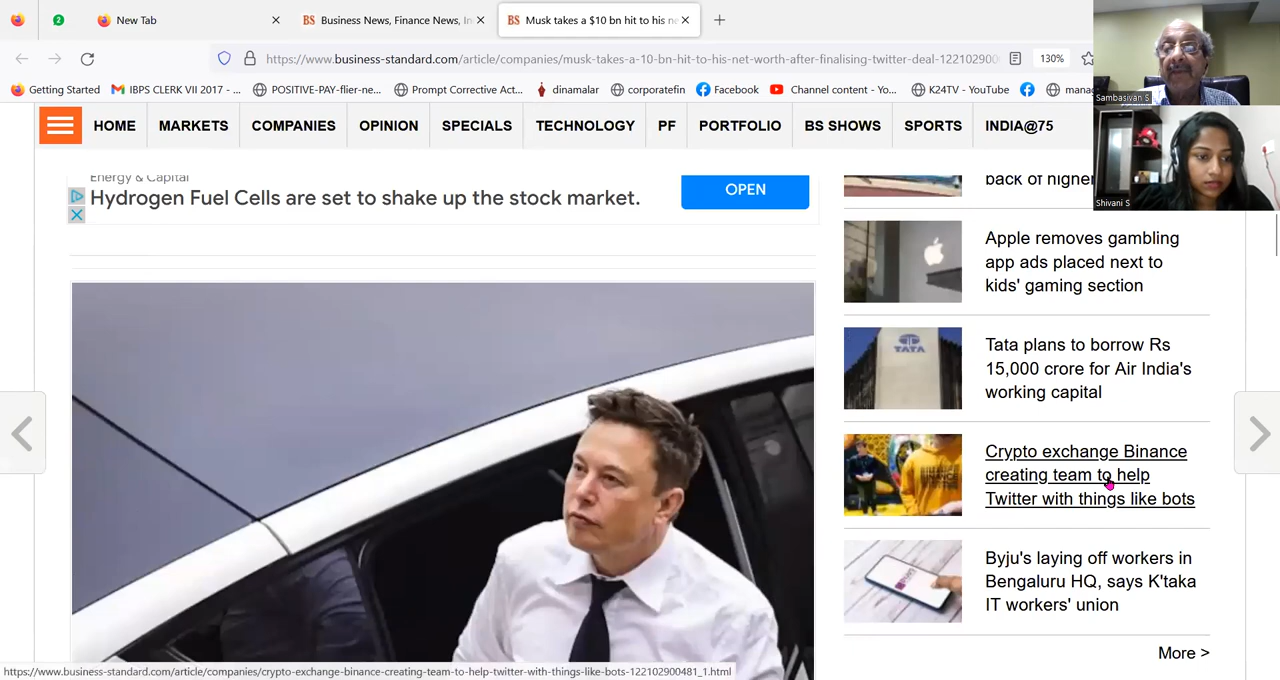 2
New Tab
BS Business News, Finance News, In
BS Musk takes a $10 bn hit to his ne
https://www.business-standard.com/article/companies/musk-takes-a-10-bn-hit-to-his-net-worth-after-finalising-twitter-deal-1221029000
130%
Getting Started
IBPS CLERK VII 2017 - ...
POSITIVE-PAY-flier-ne...
Prompt Corrective Act...
dinamalar
corporatefin
Facebook
Channel content - Yo...
K24TV - YouTube
mana
Sambasivan S
Shivani S
HOME
MARKETS
COMPANIES
OPINION
SPECIALS
TECHNOLOGY
PF
PORTFOLIO
BS SHOWS
SPORTS
INDIA@75
Energy & Capital
Hydrogen Fuel Cells are set to shake up the stock market.
OPEN
back of higher
Apple removes gambling
app ads placed next to
kids' gaming section
TATA
Tata plans to borrow Rs
15,000 crore for Air India's
working capital
Crypto exchange Binance
creating team to help
Twitter with things like bots
Byju's laying off workers in
Bengaluru HQ, says K'taka
IT workers' union
More >
https://www.business-standard.com/article/companies/crypto-exchange-binance-creating-team-to-help-twitter-with-things-like-bots-122102900481_1.html